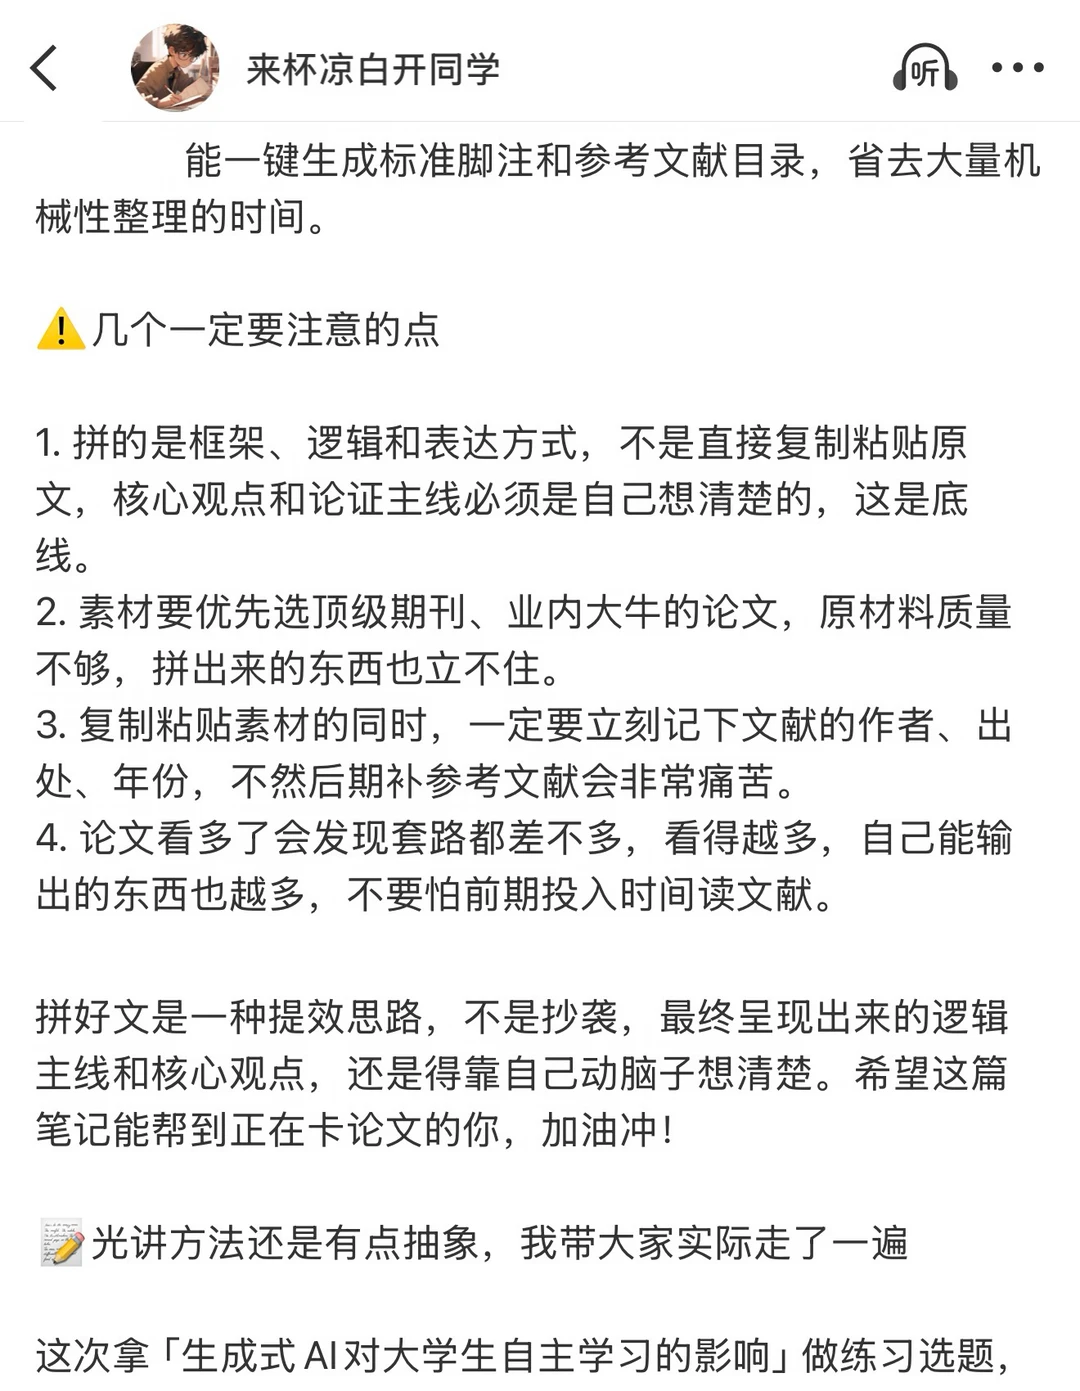 来杯凉白开同学
听
能一键生成标准脚注和参考文献目录，省去大量机
械性整理的时间。
⚠️几个一定要注意的点
1. 拼的是框架、逻辑和表达方式，不是直接复制粘贴原
文，核心观点和论证主线必须是自己想清楚的，这是底
线。
2. 素材要优先选顶级期刊、业内大牛的论文，原材料质量
不够，拼出来的东西也立不住。
3. 复制粘贴素材的同时，一定要立刻记下文献的作者、出
处、年份，不然后期补参考文献会非常痛苦。
4. 论文看多了会发现套路都差不多，看得越多，自己能输
出的东西也越多，不要怕前期投入时间读文献。
拼好文是一种提效思路，不是抄袭，最终呈现出来的逻辑
主线和核心观点，还是得靠自己动脑子想清楚。希望这篇
笔记能帮到正在卡论文的你，加油冲！
📝光讲方法还是有点抽象，我带大家实际走了一遍
这次拿「生成式 AI 对大学生自主学习的影响」做练习选题，